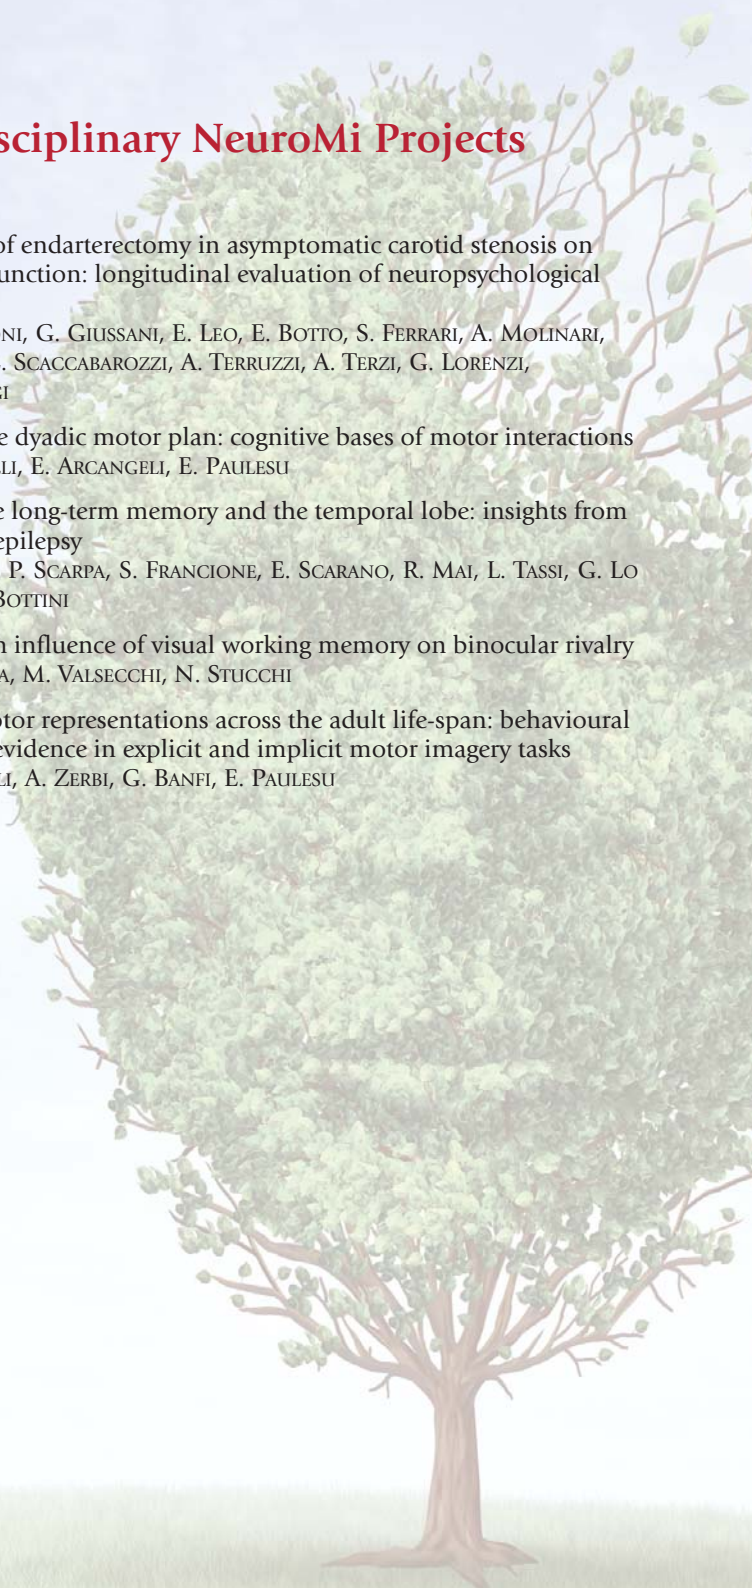 sciplinary NeuroMi Projects
of endarterectomy in asymptomatic carotid stenosis on
unction: longitudinal evaluation of neuropsychological
NI, G. GIUSSANI, E. LEO, E. BOTTO, S. FERRARI, A. MOLINARI,
. SCACCABAROZZI, A. TERRUZZI, A. TERZI, G. LORENZI,
GI
e dyadic motor plan: cognitive bases of motor interactions
LLI, E. ARCANGELI, E. PAULESU
e long-term memory and the temporal lobe: insights from
epilepsy
P. SCARPA, S. FRANCIONE, E. SCARANO, R. MAI, L. TASSI, G. LO
BOTTINI
n influence of visual working memory on binocular rivalry
A, M. VALSECCHI, N. STUCCHI
otor representations across the adult life-span: behavioural
evidence in explicit and implicit motor imagery tasks
LI, A. ZERBI, G. BANFI, E. PAULESU